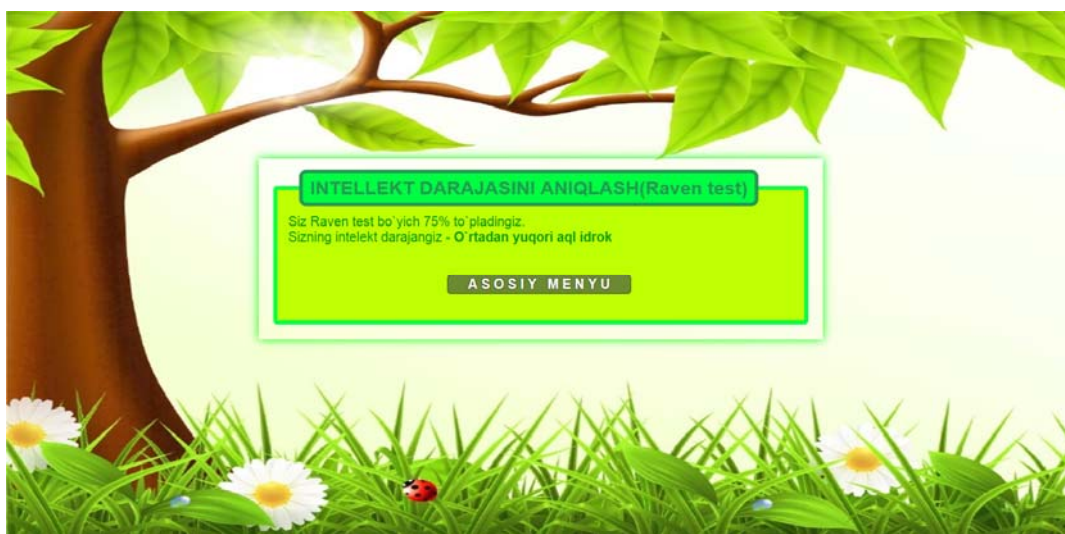 INTELLEKT DARAJASINI ANIQLASH(Raven test)
Siz Raven test bo`yich 75% to`pladingiz.
Sizning intelekt darajangiz - O`rtadan yuqori aql idrok
ASOSIY MENYU